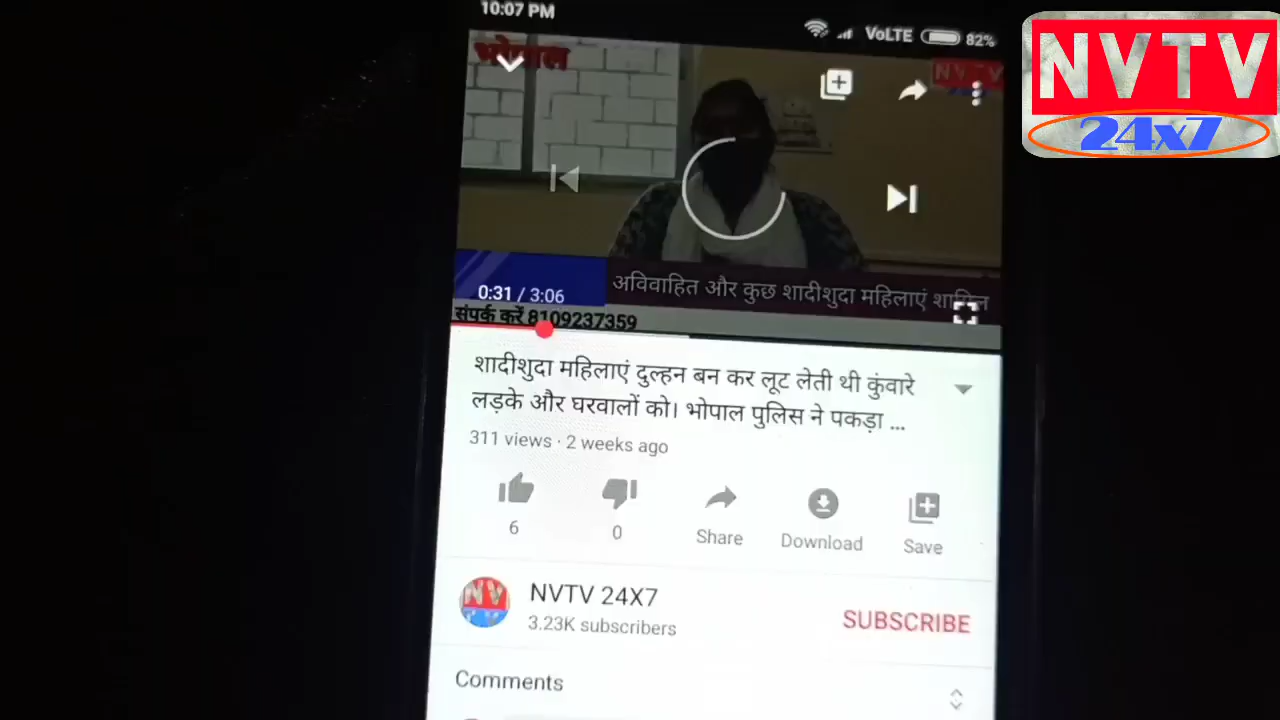 10:07 PM
VoLTE 82%
NVTV
24x7
भोपाल
NVTV
अविवाहित और कुछ शादीशुदा महिलाएं शामिल
0:31 / 3:06
संपर्क करें 8109237359
शादीशुदा महिलाएं दुल्हन बन कर लूट लेती थी कुंवारे
लड़के और घरवालों को। भोपाल पुलिस ने पकड़ा ...
311 views · 2 weeks ago
6
0
Share
Download
Save
NV
NVTV 24X7
3.23K subscribers
SUBSCRIBE
Comments